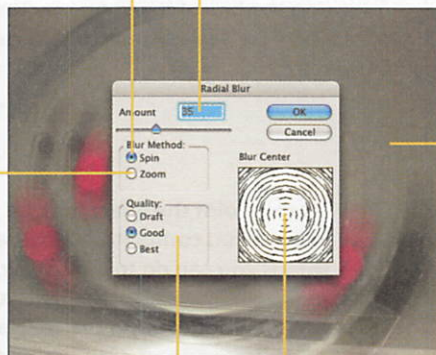 Radial Blur
Amount 35 OK
Cancel
Blur Method:
Spin
Zoom
Blur Center
Quality:
Draft
Good
Best